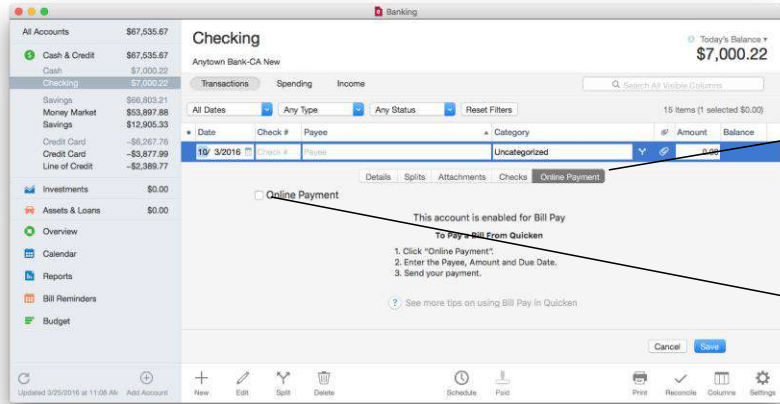 Banking
All Accounts $67,535.67
Cash & Credit $67,535.67
Cash $7,000.22
Checking $7,000.22
Savings $66,803.21
Money Market $53,897.88
Savings $12,905.33
Credit Card -$6,267.76
Credit Card -$3,877.99
Line of Credit -$2,389.77
Investments $0.00
Assets & Loans $0.00
Overview
Calendar
Reports
Bill Reminders
Budget
Updated 3/25/2016 at 11:08 AM Add Account
Checking
Anytown Bank-CA New
Today's Balance
$7,000.22
Transactions Spending Income
Search All Visible Columns
All Dates Any Type Any Status Reset Filters 15 Items (1 selected $0.00)
Date Check # Payee Category Amount Balance
10/ 3/2016 Check # Payee Uncategorized 0.00
Details Splits Attachments Checks Online Payment
Online Payment
This account is enabled for Bill Pay
To Pay a Bill From Quicken
1. Click "Online Payment".
2. Enter the Payee, Amount and Due Date.
3. Send your payment.
? See more tips on using Bill Pay in Quicken
Cancel Save
New Edit Split Delete Schedule Paid Print Reconcile Columns Settings